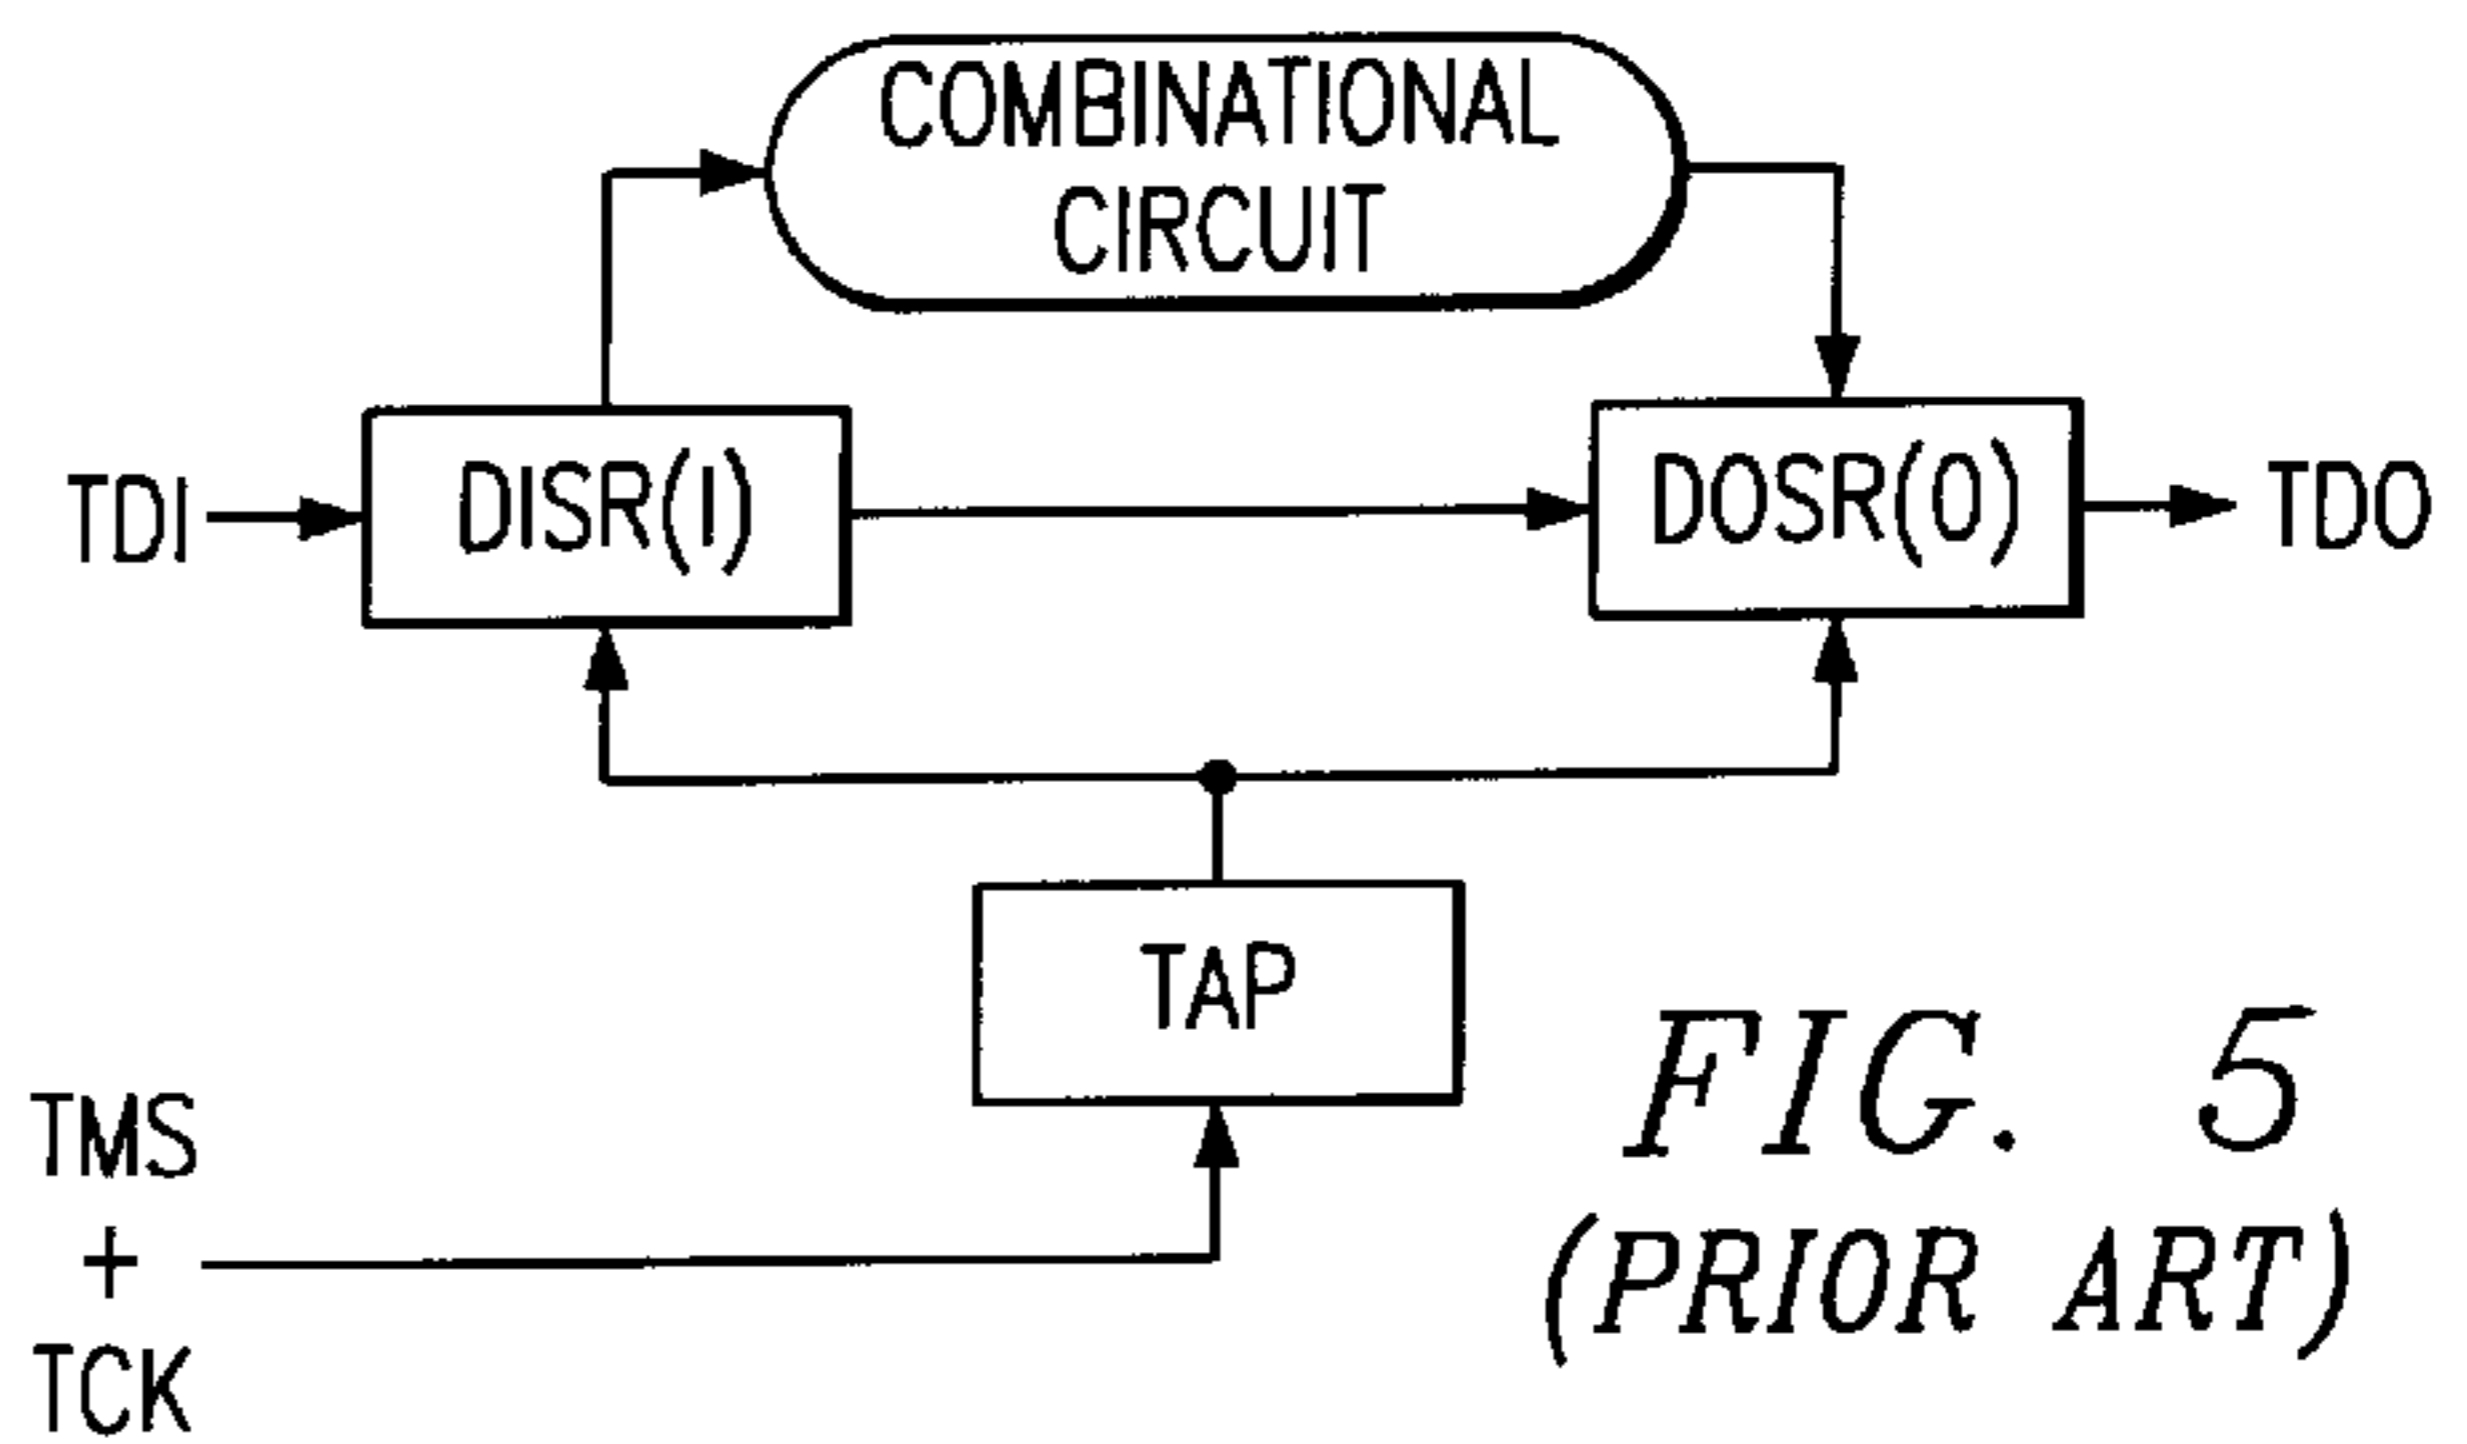 COMBINATIONAL
CIRCUIT
TDI
DISR(I)
DOSR(O)
TDO
TAP
TMS
+
TCK
FIG. 5
(PRIOR ART)